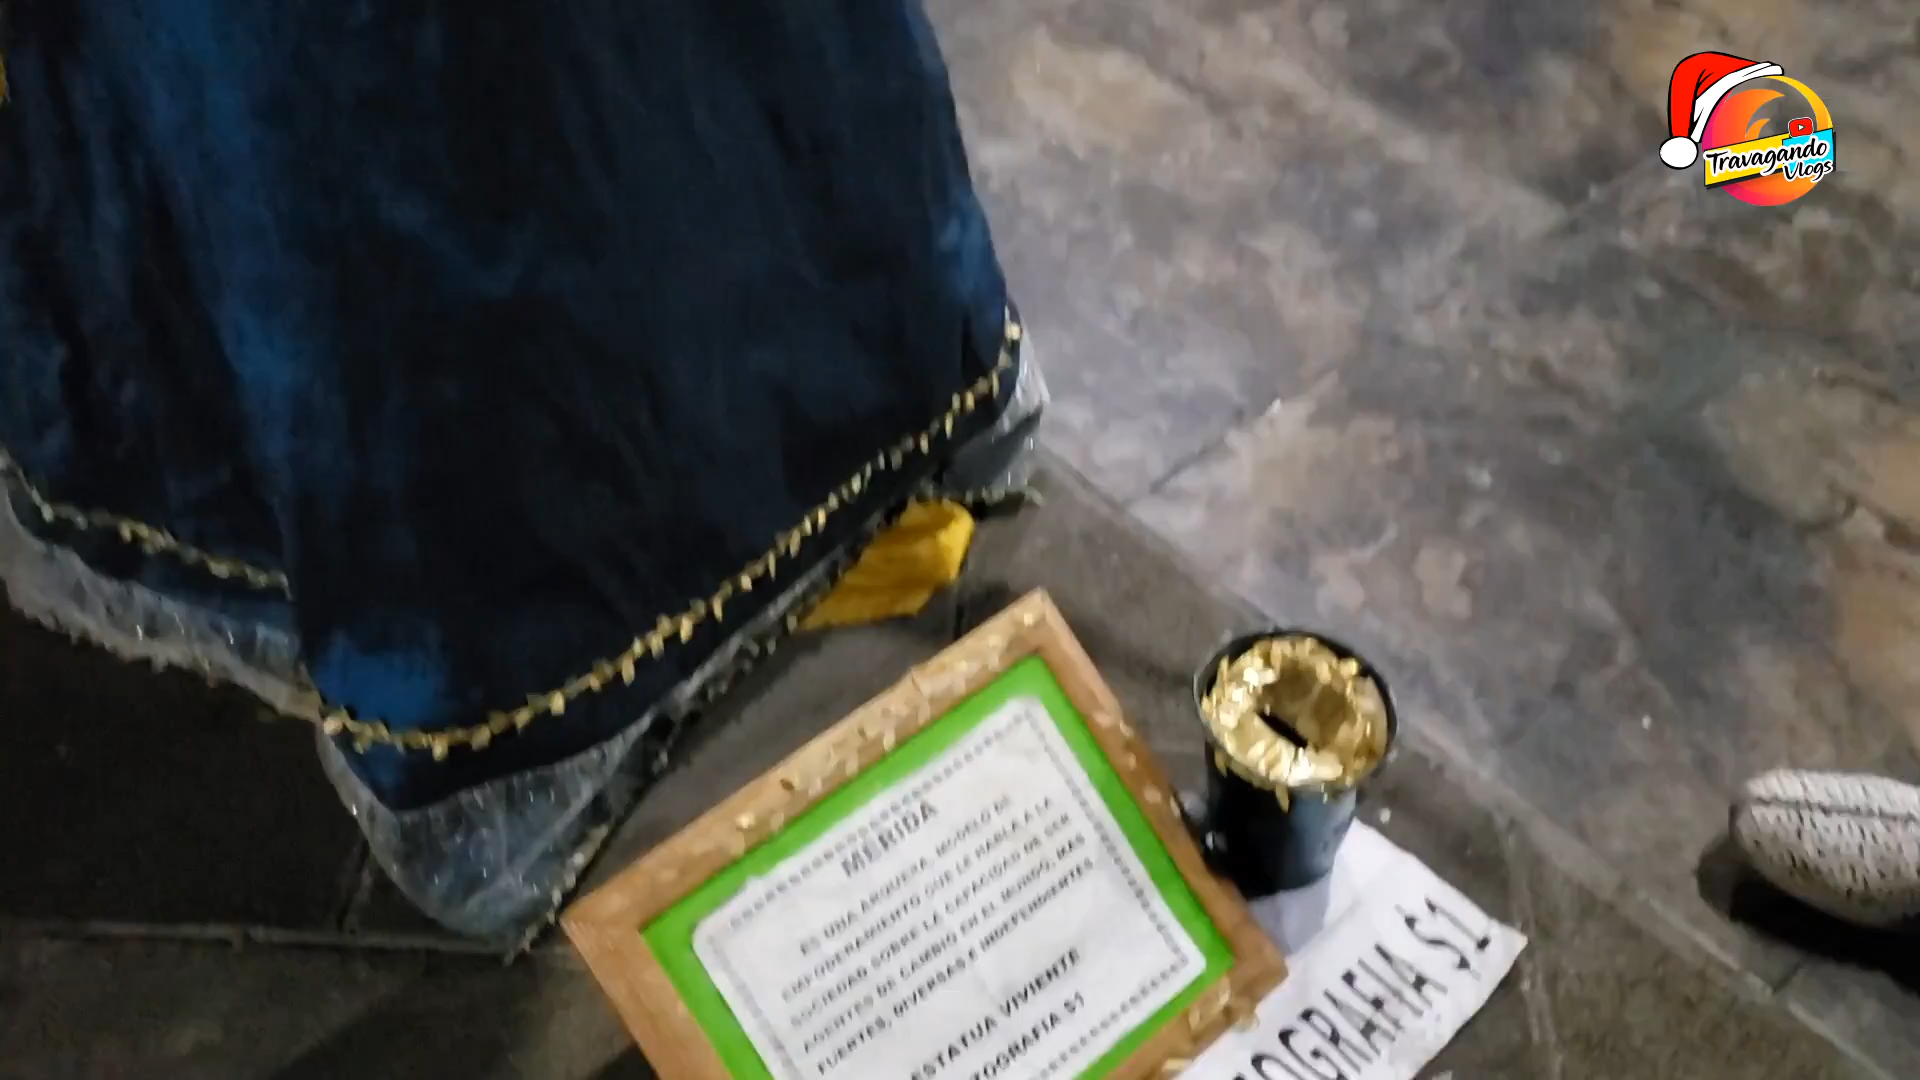 Travagando
Vlogs
MERIDA
ES UNA ARQUERA, MODELO DE
EMPODERAMIENTO QUE LE HABLA A LA
SOCIEDAD SOBRE LA CAPACIDAD DE SER
AGENTES DE CAMBIO EN EL MUNDO, MAS
FUERTES, DIVERSAS E INDEPENDIENTES
ESTATUA VIVIENTE
TOGRAFIA $1
OGRAFIA $1